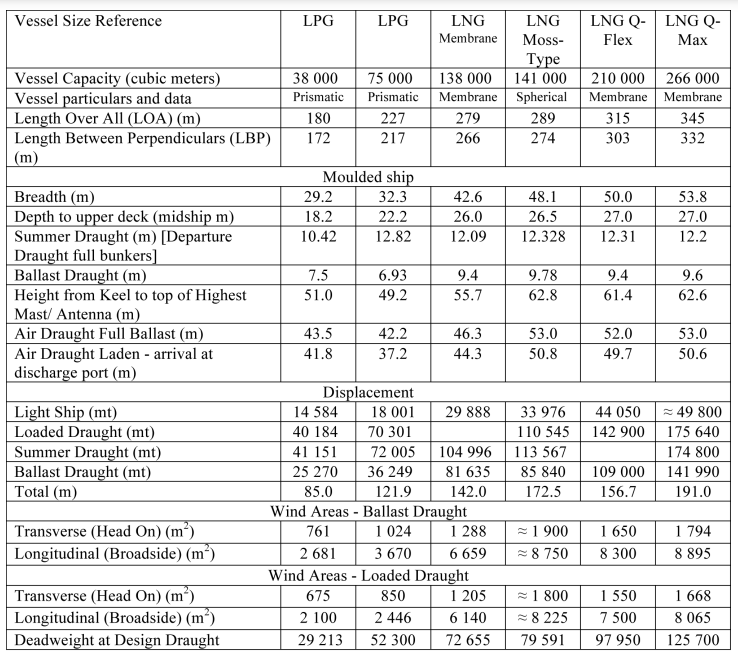 Vessel Size Reference LPG LPG LNG Membrane LNG Moss-Type LNG Q-Flex LNG Q-Max
Vessel Capacity (cubic meters) 38 000 75 000 138 000 141 000 210 000 266 000
Vessel particulars and data Prismatic Prismatic Membrane Spherical Membrane Membrane
Length Over All (LOA) (m) 180 227 279 289 315 345
Length Between Perpendiculars (LBP) (m) 172 217 266 274 303 332
Moulded ship
Breadth (m) 29.2 32.3 42.6 48.1 50.0 53.8
Depth to upper deck (midship m) 18.2 22.2 26.0 26.5 27.0 27.0
Summer Draught (m) [Departure Draught full bunkers] 10.42 12.82 12.09 12.328 12.31 12.2
Ballast Draught (m) 7.5 6.93 9.4 9.78 9.4 9.6
Height from Keel to top of Highest Mast/ Antenna (m) 51.0 49.2 55.7 62.8 61.4 62.6
Air Draught Full Ballast (m) 43.5 42.2 46.3 53.0 52.0 53.0
Air Draught Laden - arrival at discharge port (m) 41.8 37.2 44.3 50.8 49.7 50.6
Displacement
Light Ship (mt) 14 584 18 001 29 888 33 976 44 050 ≈ 49 800
Loaded Draught (mt) 40 184 70 301 110 545 142 900 175 640
Summer Draught (mt) 41 151 72 005 104 996 113 567 174 800
Ballast Draught (mt) 25 270 36 249 81 635 85 840 109 000 141 990
Total (m) 85.0 121.9 142.0 172.5 156.7 191.0
Wind Areas - Ballast Draught
Transverse (Head On) (m²) 761 1 024 1 288 ≈ 1 900 1 650 1 794
Longitudinal (Broadside) (m²) 2 681 3 670 6 659 ≈ 8 750 8 300 8 895
Wind Areas - Loaded Draught
Transverse (Head On) (m²) 675 850 1 205 ≈ 1 800 1 550 1 668
Longitudinal (Broadside) (m²) 2 100 2 446 6 140 ≈ 8 225 7 500 8 065
Deadweight at Design Draught 29 213 52 300 72 655 79 591 97 950 125 700